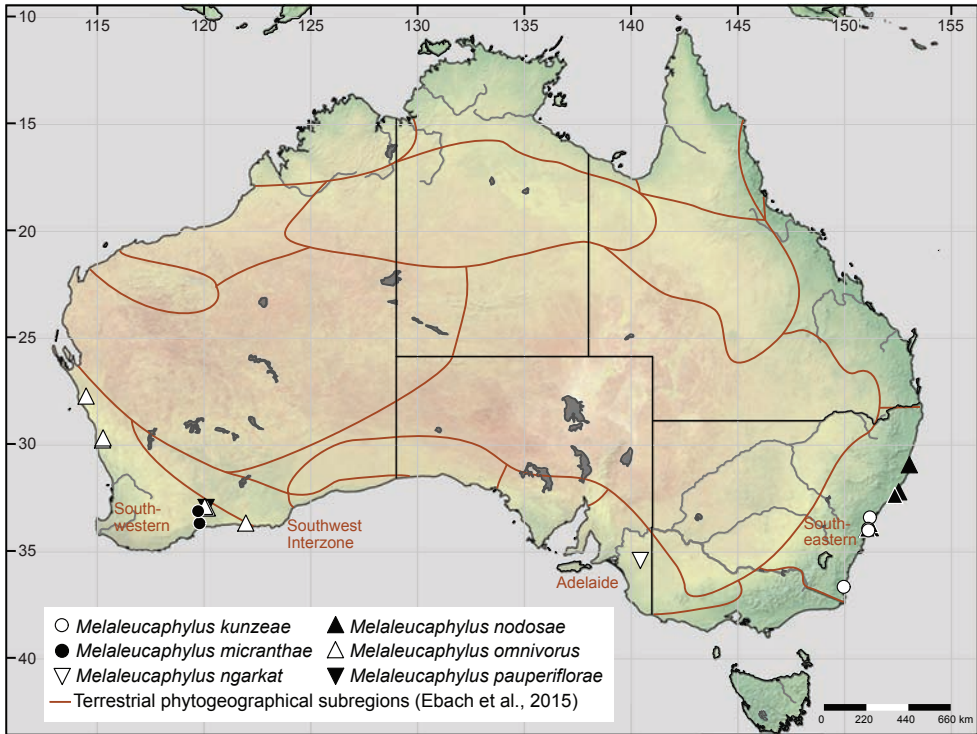 −10
115 120 125 130 135 140 145 150 155
−15
−20
−25
−30
−35
−40
South-
western
Southwest
Interzone
Adelaide
South-
eastern
Melaleucaphylus kunzeae
Melaleucaphylus nodosae
Melaleucaphylus micranthae
Melaleucaphylus omnivorus
Melaleucaphylus ngarkat
Melaleucaphylus pauperiflorae
Terrestrial phytogeographical subregions (Ebach et al., 2015)
0 220 440 660 km